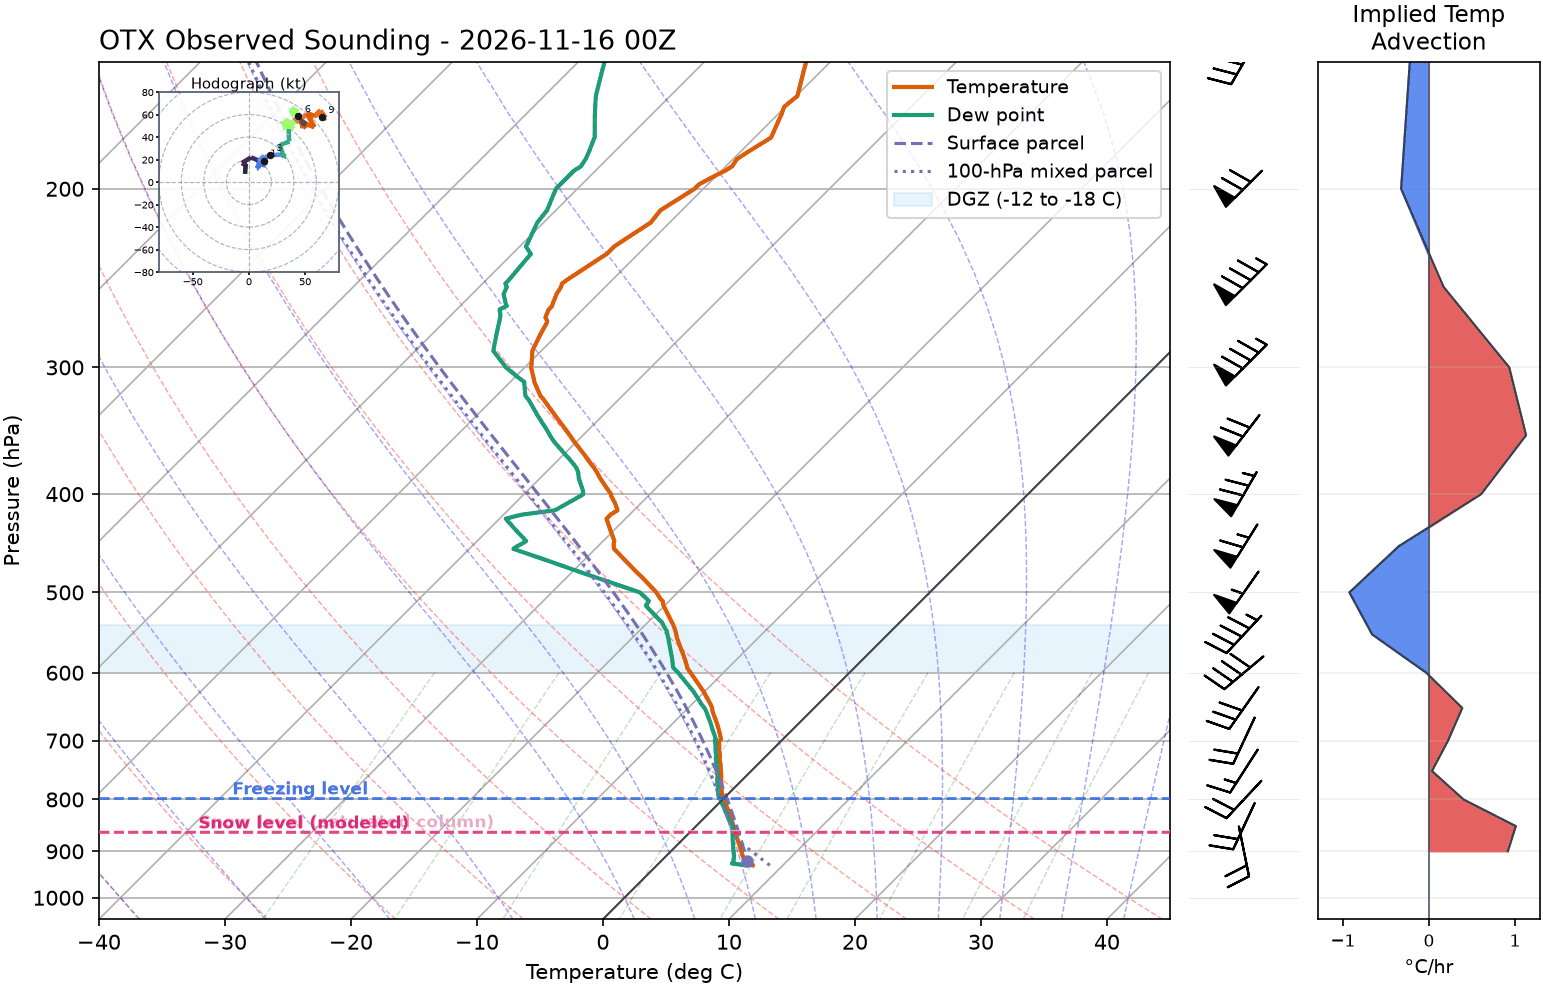 OTX Observed Sounding - 2026-11-16 00Z
Implied Temp
Advection
Hodograph (kt)
80
60
40
20
0
−20
−40
−60
−80
−50
0
50
1
3
6
9
Temperature
Dew point
Surface parcel
100-hPa mixed parcel
DGZ (-12 to -18 C)
Pressure (hPa)
200
300
400
500
600
700
800
900
1000
Freezing level
Snow level (modeled)
column)
−40
−30
−20
−10
0
10
20
30
40
Temperature (deg C)
−1
0
1
°C/hr